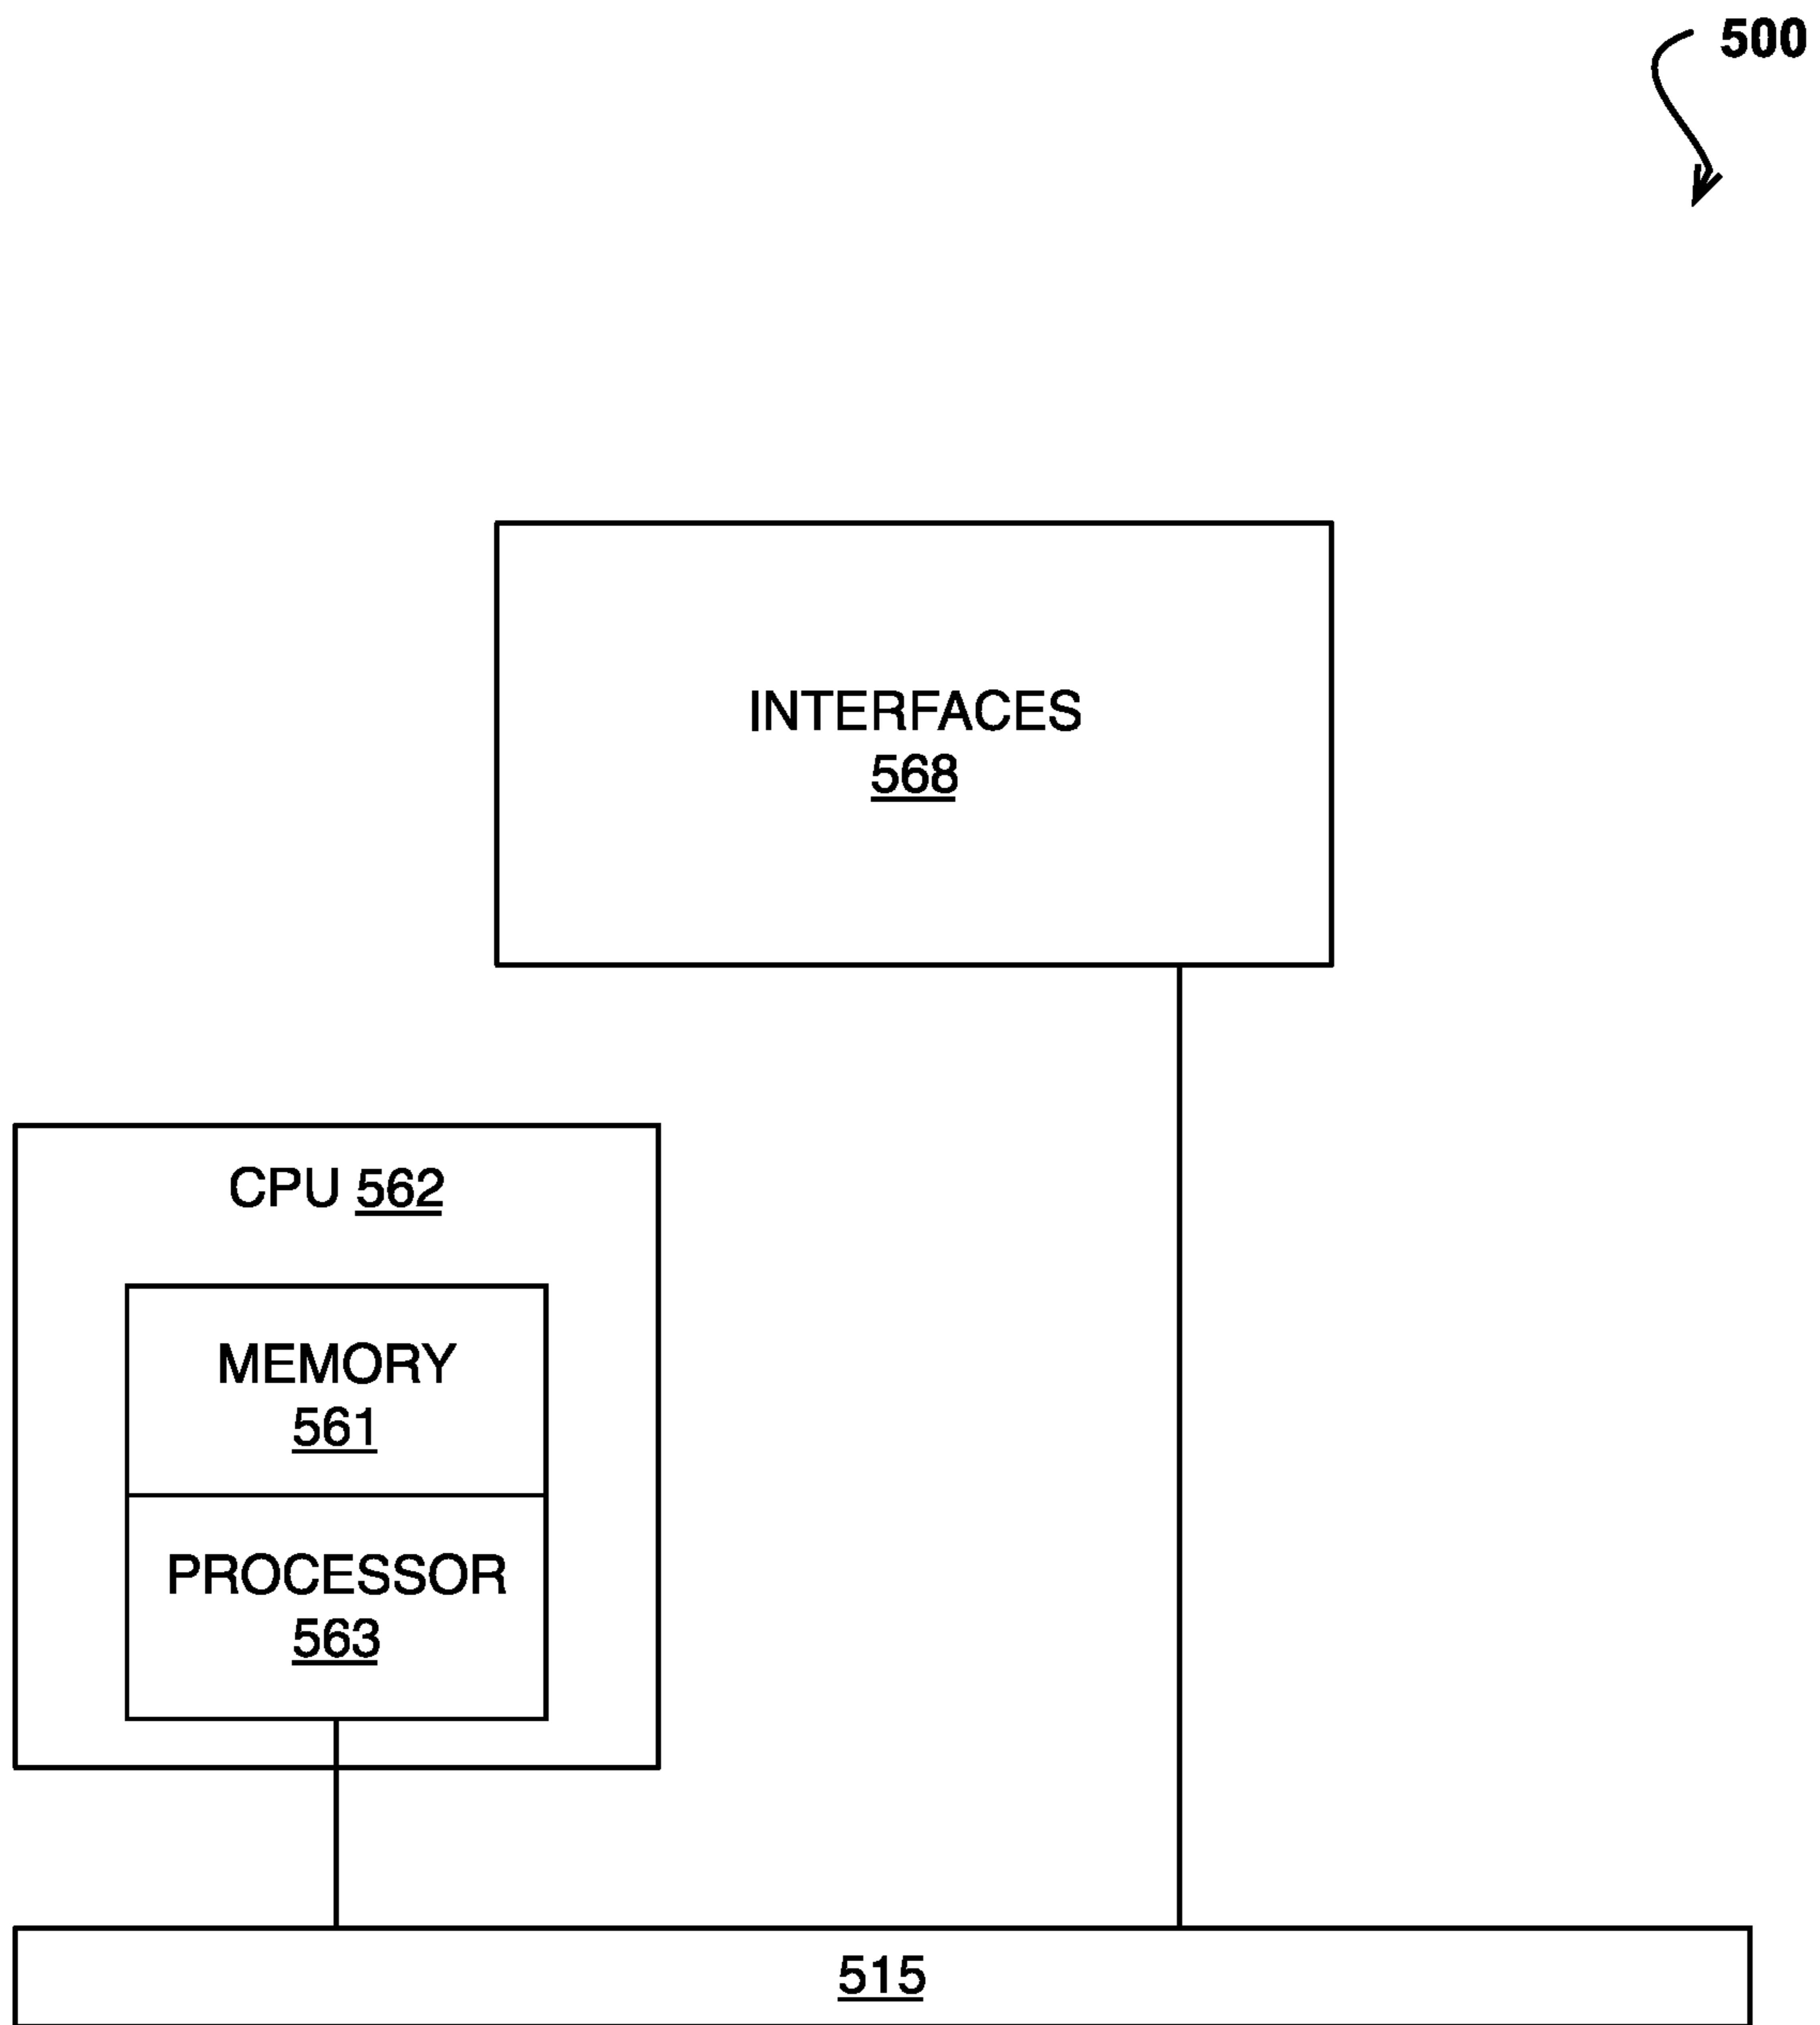 500
INTERFACES
568
CPU 562
MEMORY
561
PROCESSOR
563
515